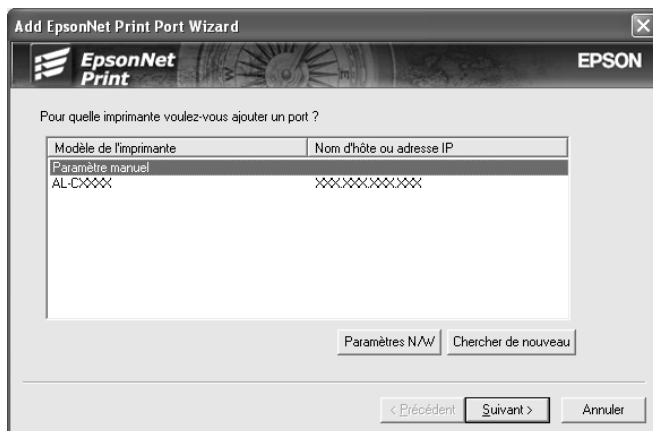 Add EpsonNet Print Port Wizard
EpsonNet
Print
EPSON
Pour quelle imprimante voulez-vous ajouter un port ?
Modèle de l'imprimante Nom d'hôte ou adresse IP
Paramètre manuel
AL-CXXXX XXX.XXX.XXX.XXX
Paramètres N/W Chercher de nouveau
< Précédent Suivant > Annuler